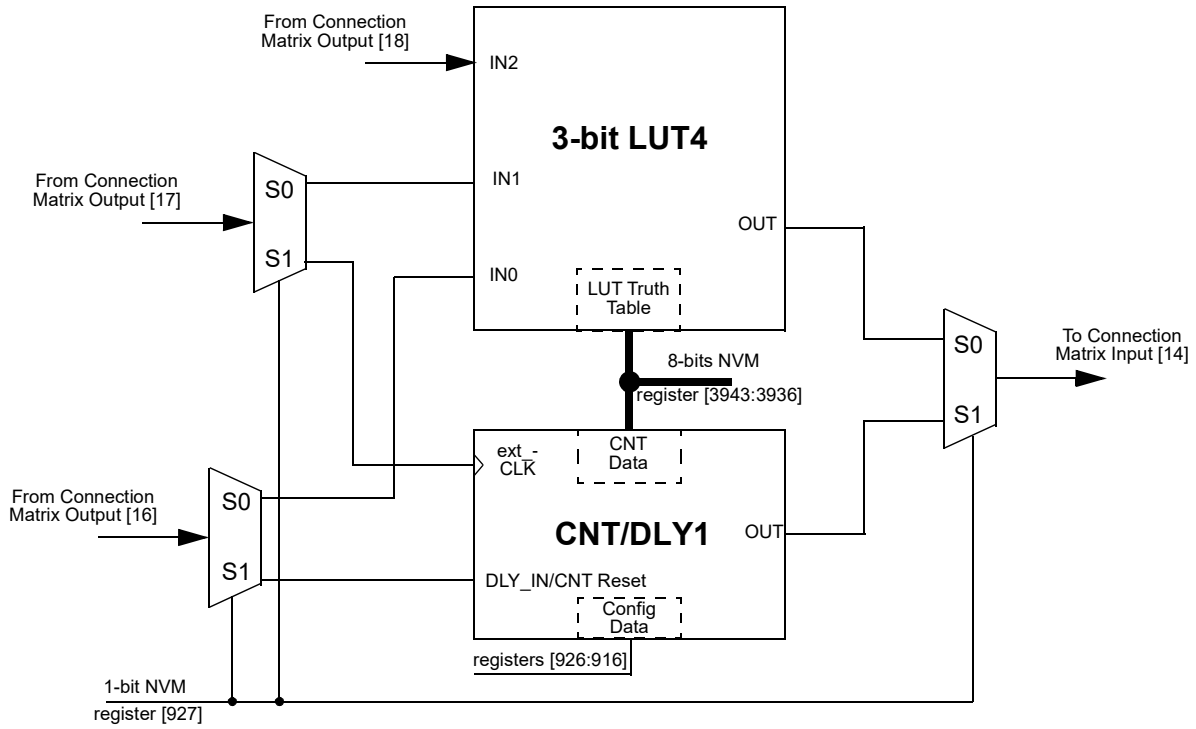 From Connection
Matrix Output [18]
IN2
3-bit LUT4
From Connection
Matrix Output [17]
S0
S1
IN1
IN0
OUT
LUT Truth
Table
8-bits NVM
register [3943:3936]
S0
S1
To Connection
Matrix Input [14]
ext_-
CLK
CNT
Data
From Connection
Matrix Output [16]
S0
S1
CNT/DLY1
OUT
DLY_IN/CNT Reset
Config
Data
registers [926:916]
1-bit NVM
register [927]